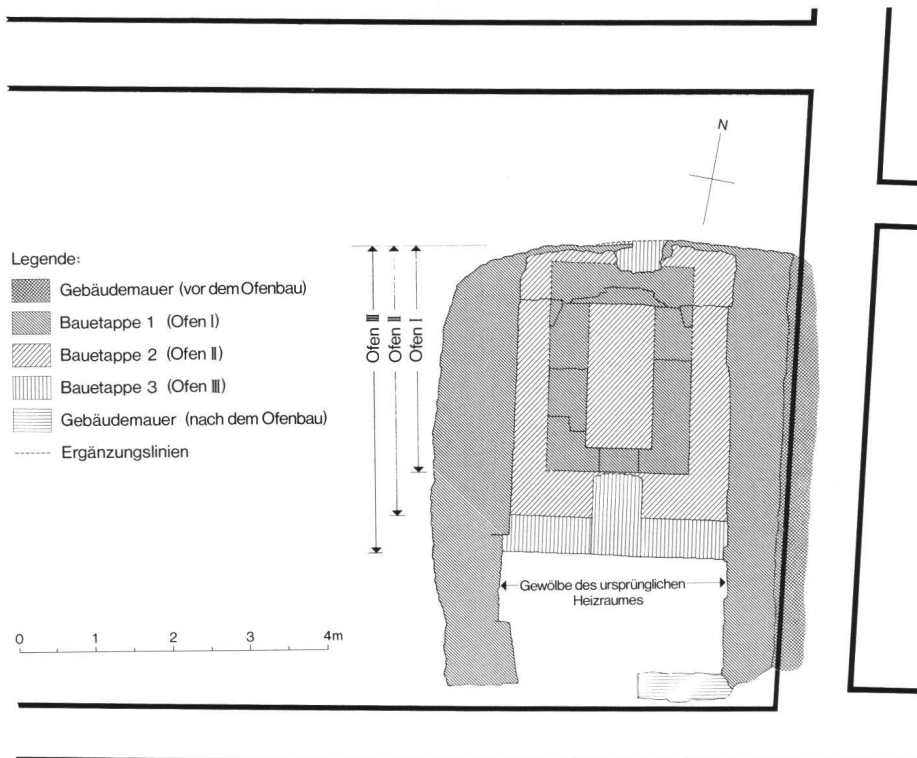 N
Legende:
Gebäudemauer (vor dem Ofenbau)
Bauetappe 1 (Ofen I)
Bauetappe 2 (Ofen II)
Bauetappe 3 (Ofen III)
Gebäudemauer (nach dem Ofenbau)
Ergänzungslinien
Ofen III
Ofen II
Ofen I
Gewölbe des ursprünglichen
Heizraumes
0 1 2 3 4m